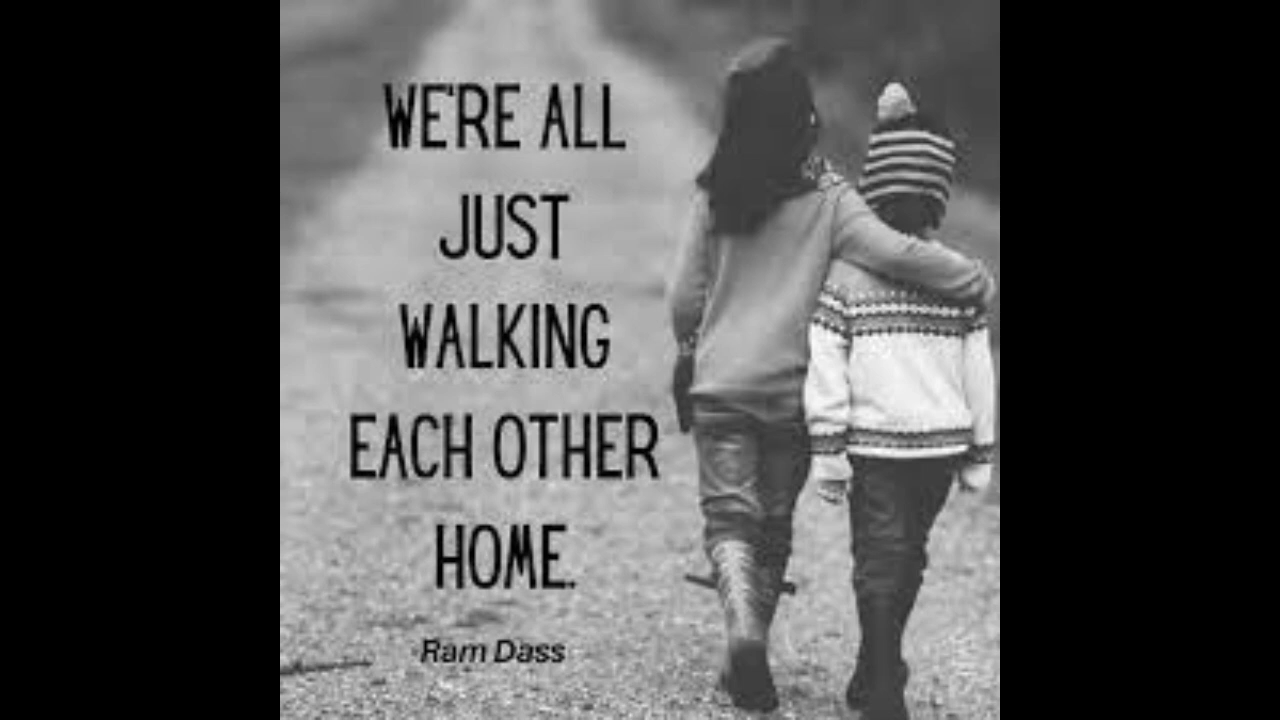 WE'RE ALL
JUST
WALKING
EACH OTHER
HOME.
Ram Dass